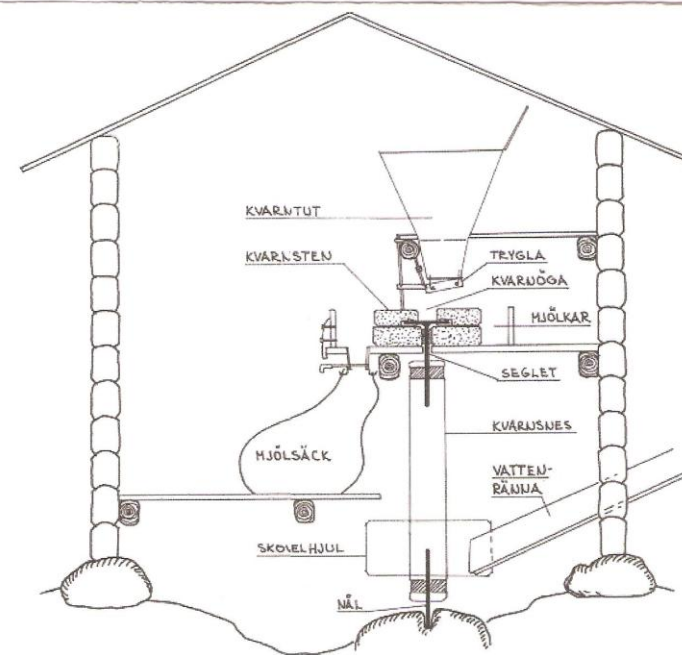 KVARNTUT
KVARNSTEN
TRYGLA
KVARNÖGA
MJÖLKAR
SEGLET
KVARNSNES
MJÖLSÄCK
VATTEN-
RÄNNA
SKOVELHJUL
NÅL